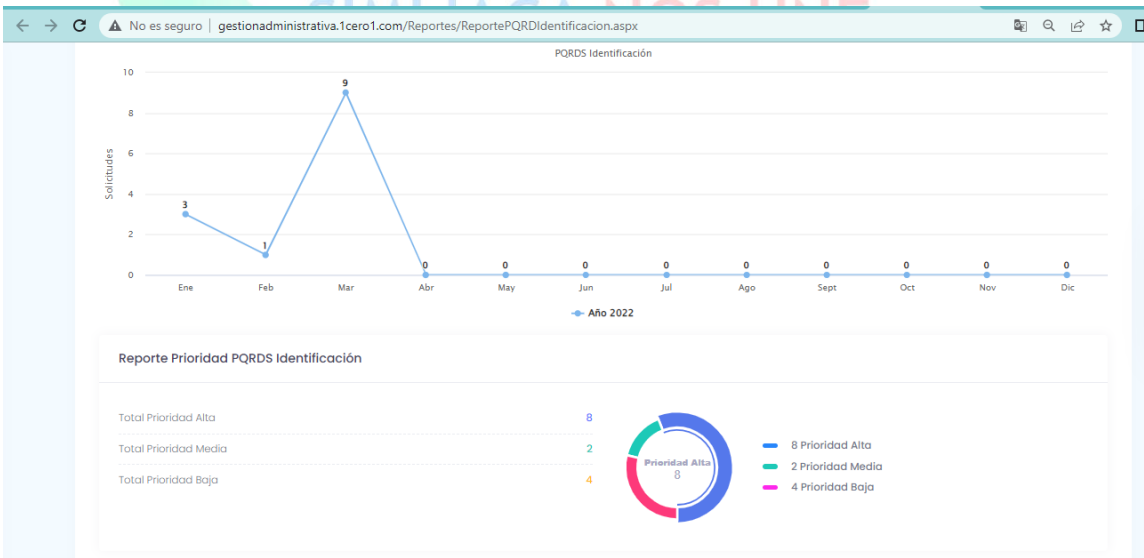 No es seguro | gestionadministrativa.1cero1.com/Reportes/ReportePQRDIdentificacion.aspx
PQRDS Identificación
10
8
6
4
2
0
Solicitudes
3
1
9
0
0
0
0
0
0
0
0
0
Ene Feb Mar Abr May Jun Jul Ago Sept Oct Nov Dic
Año 2022
Reporte Prioridad PQRDS Identificación
Total Prioridad Alta 8
Total Prioridad Media 2
Total Prioridad Baja 4
Prioridad Alta
8
8 Prioridad Alta
2 Prioridad Media
4 Prioridad Baja